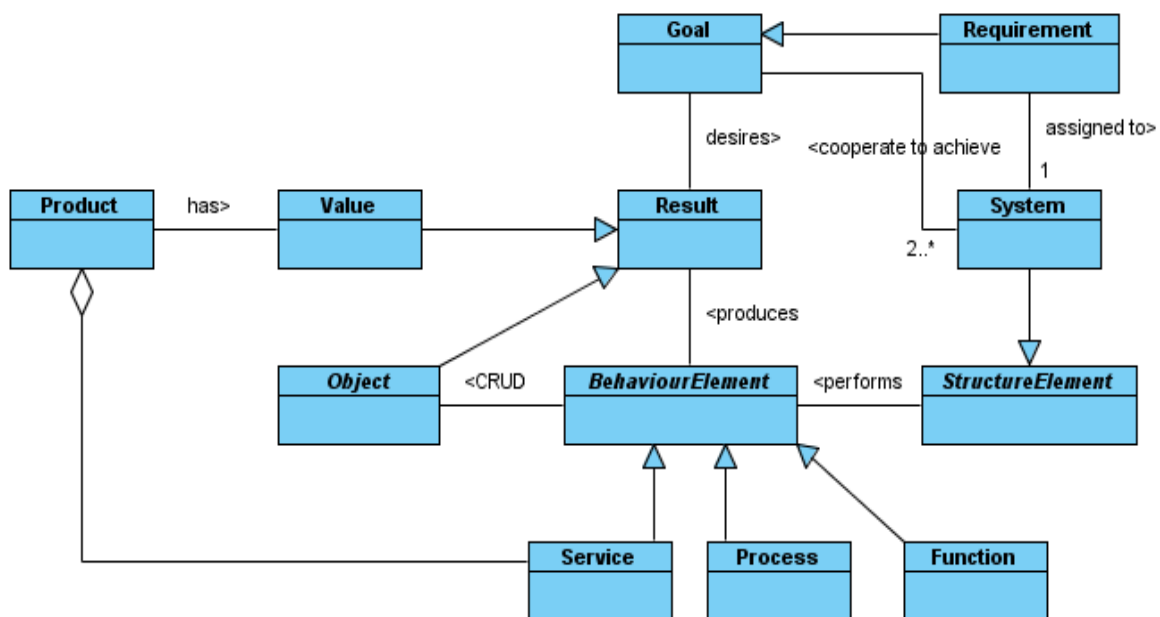 Goal
Requirement
desires>
<cooperate to achieve
assigned to>
1
Product
has>
Value
Result
System
2..*
<produces
Object
<CRUD
BehaviourElement
<performs
StructureElement
Service
Process
Function